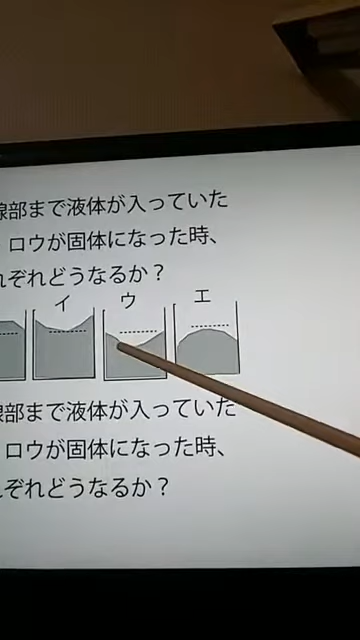 線部まで液体が入っていた
ロウが固体になった時、
れぞれどうなるか？
イ ウ エ
線部まで液体が入っていた
ロウが固体になった時、
れぞれどうなるか？